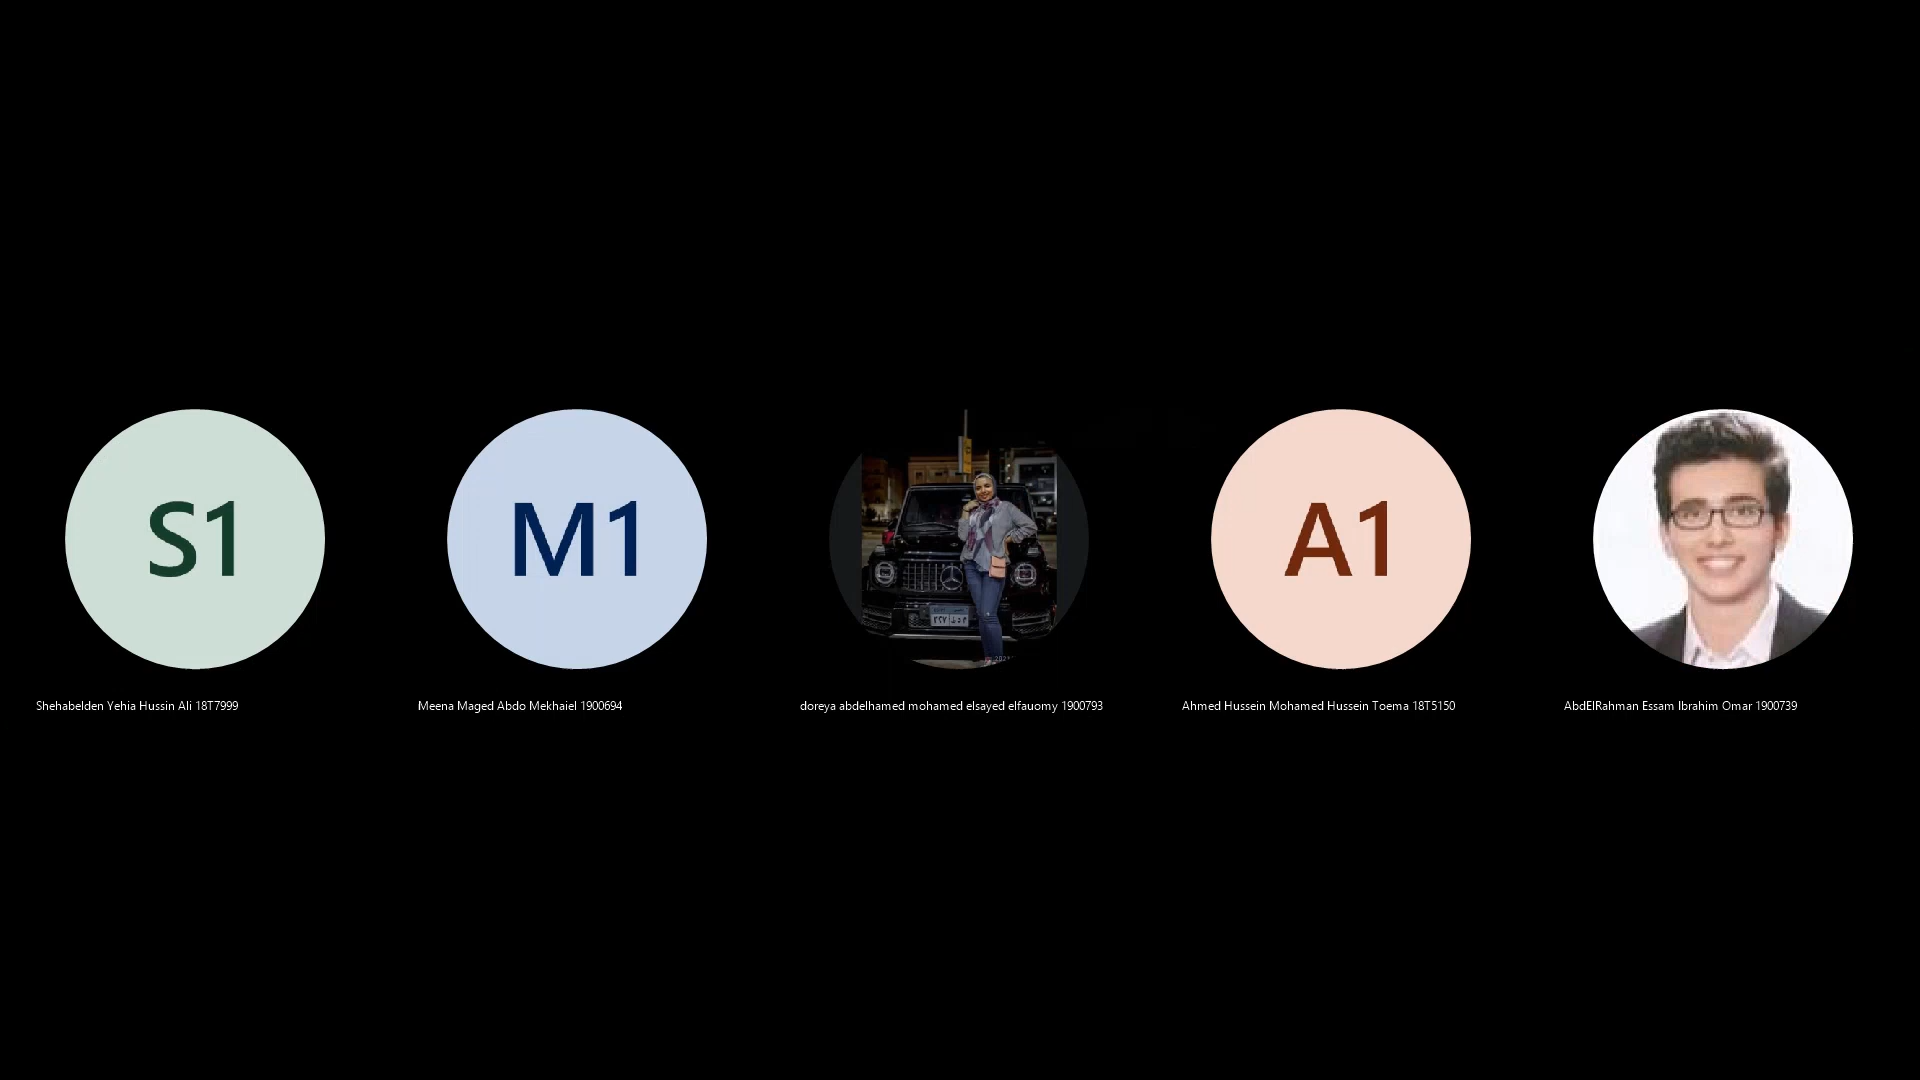 S1
M1
A1
Shehabelden Yehia Hussin Ali 18T7999
Meena Maged Abdo Mekhaiel 1900694
doreya abdelhamed mohamed elsayed elfauomy 1900793
Ahmed Hussein Mohamed Hussein Toema 18T5150
AbdElRahman Essam Ibrahim Omar 1900739